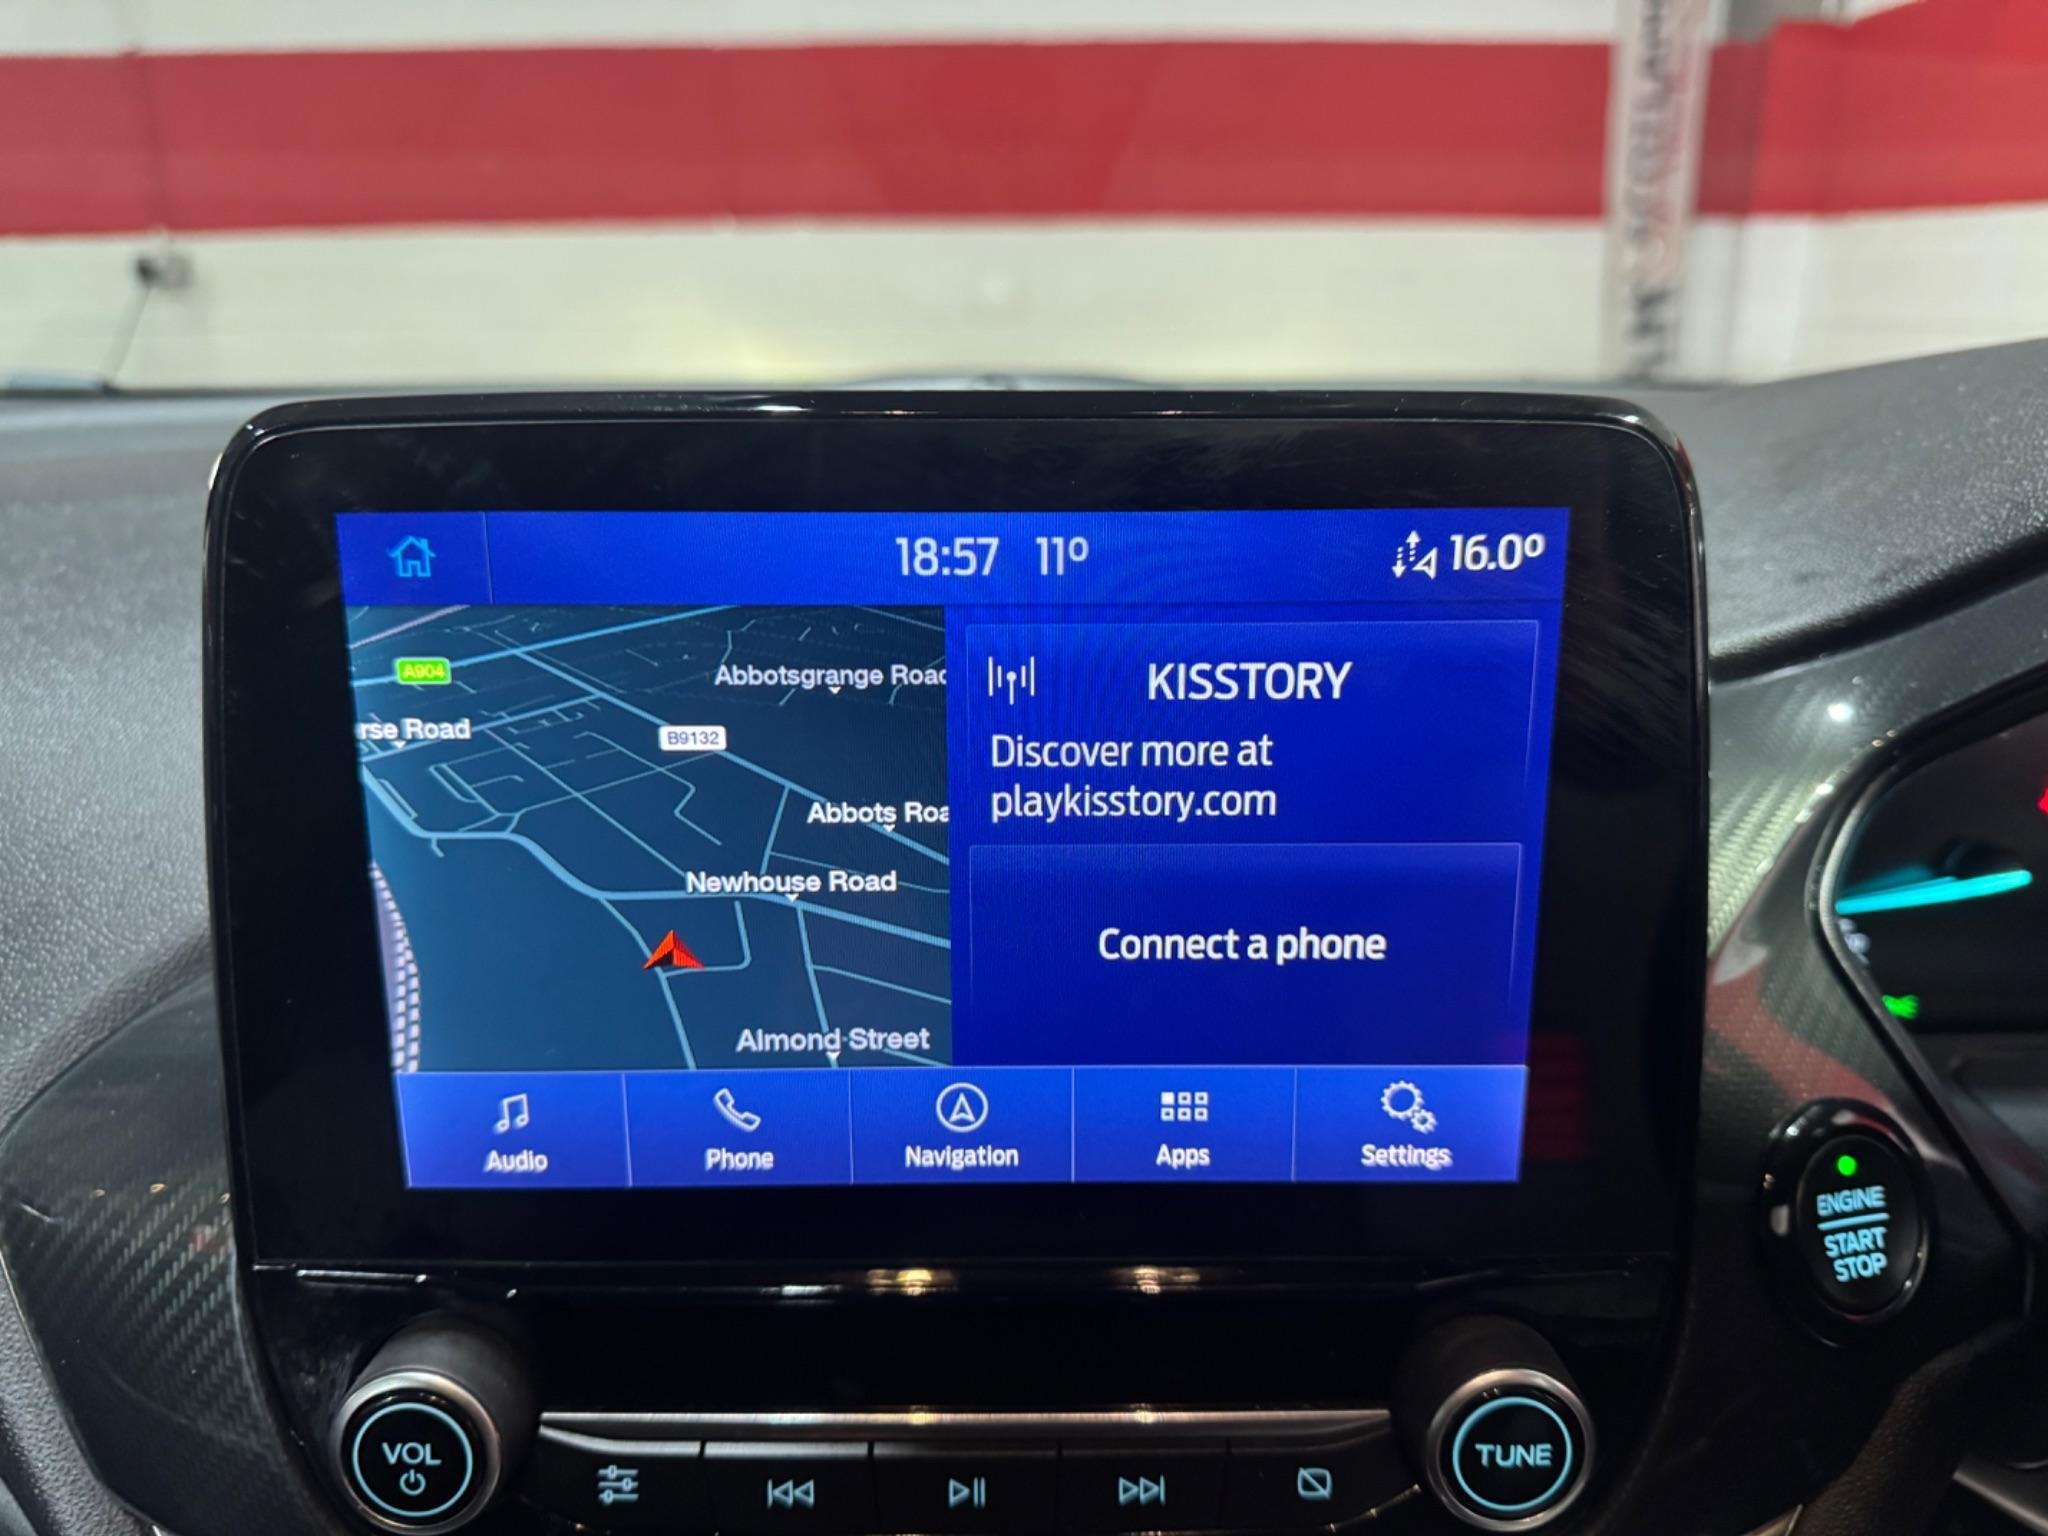 18:57 11º
16.0º
A904
Abbotsgrange Road
rse Road
B9132
Abbots Roa
Newhouse Road
Almond Street
KISSTORY
Discover more at
playkisstory.com
Connect a phone
Audio
Phone
Navigation
Apps
Settings
ENGINE
START
STOP
VOL
TUNE